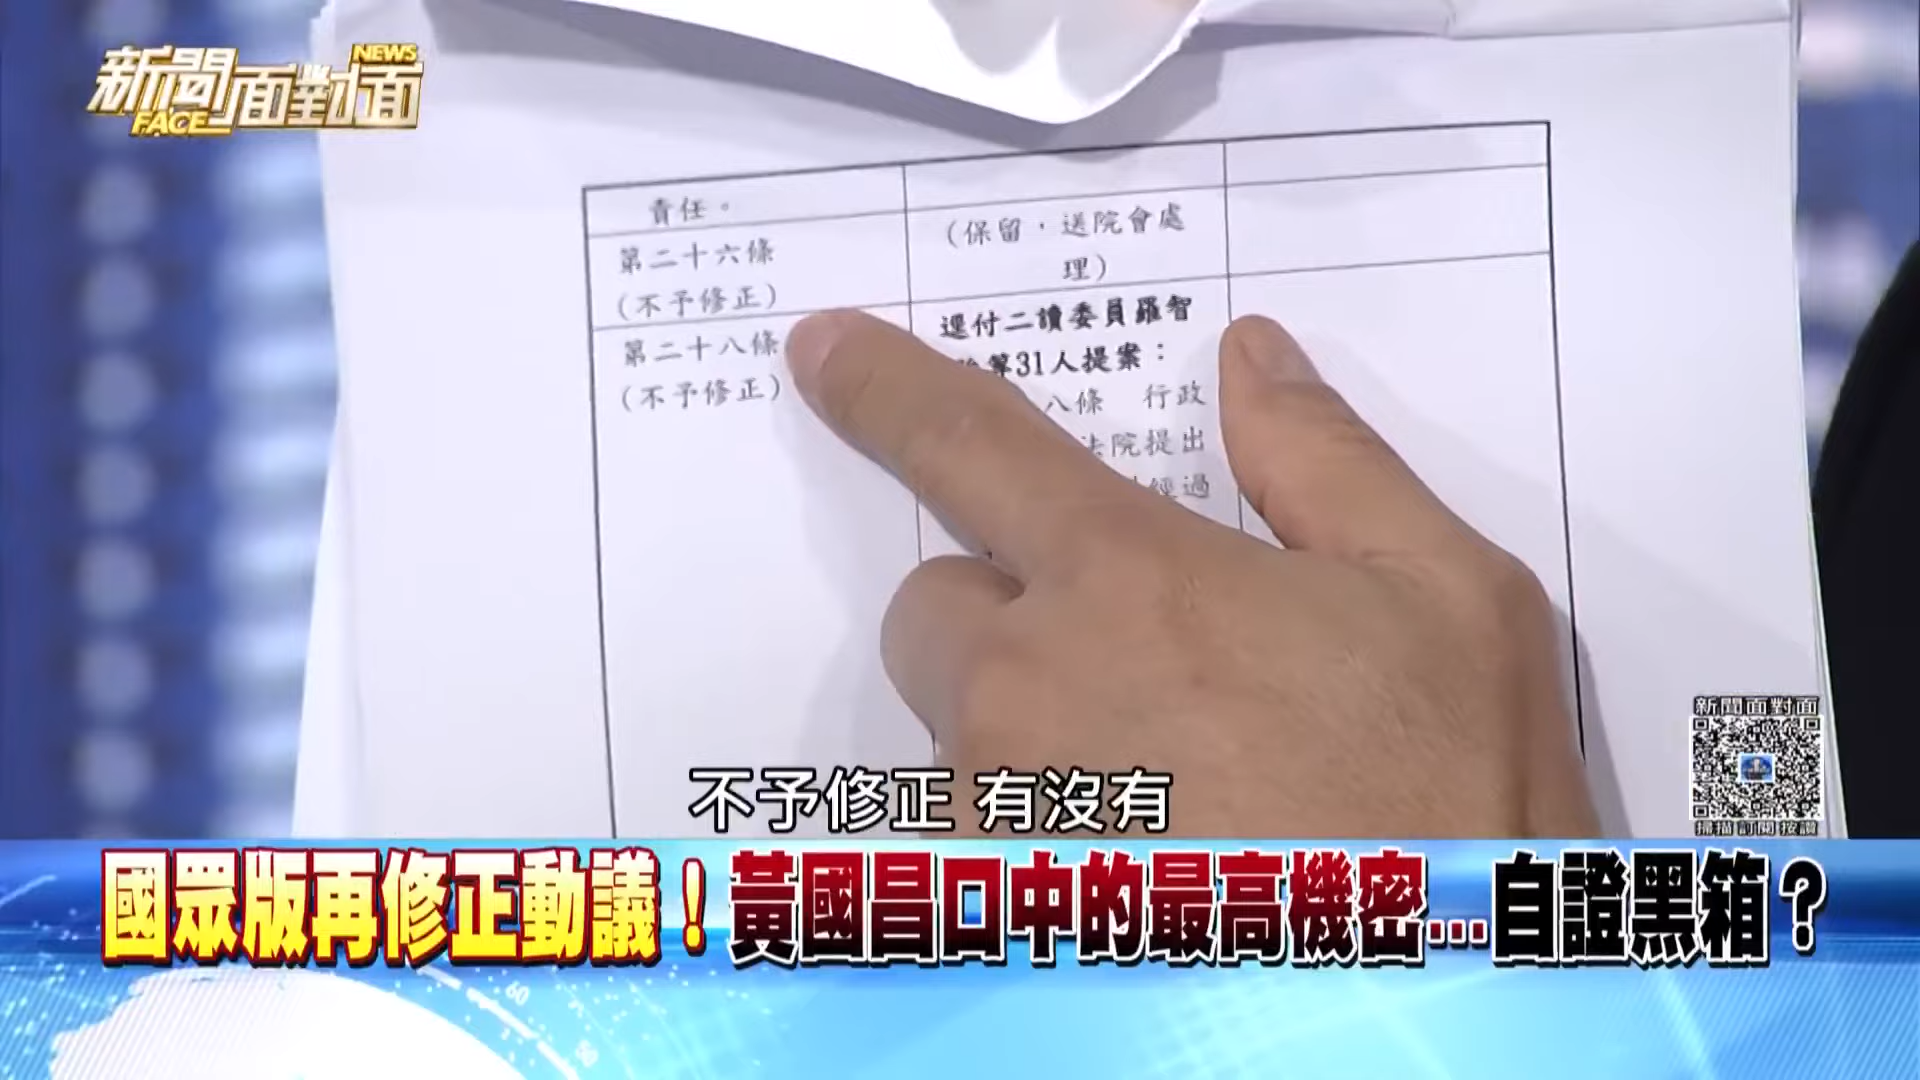 新聞面對面
NEWS
FACE
責任。
第二十六條
(不予修正)
(保留,送院會處
理)
第二十八條
(不予修正)
逕付二讀委員羅智
等31人提案:
八條 行政
法院提出
經過
不予修正 有沒有
新聞面對面
掃描訂閱按讚
國眾版再修正動議!黃國昌口中的最高機密...自證黑箱?